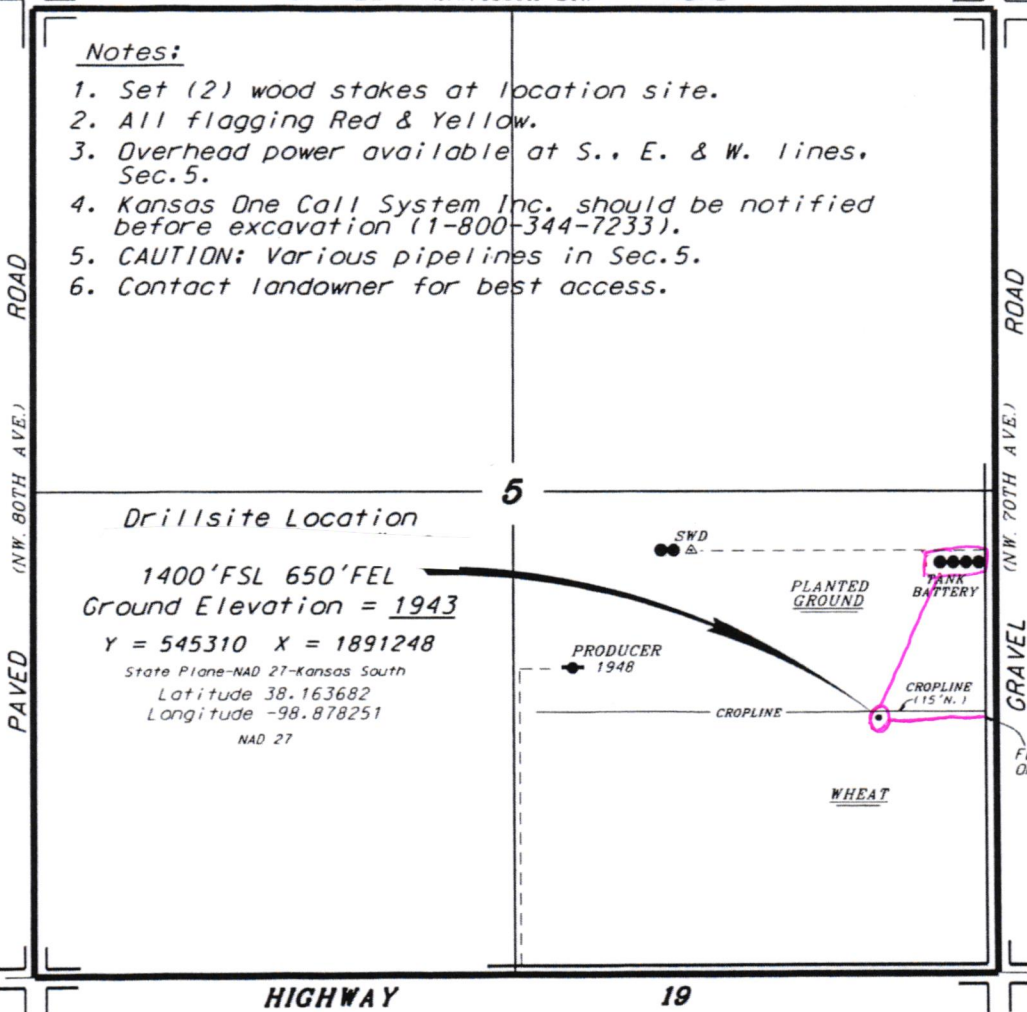 Notes:
1. Set (2) wood stakes at location site.
2. All flagging Red & Yellow.
3. Overhead power available at S., E. & W. lines,
Sec.5.
4. Kansas One Call System Inc. should be notified
before excavation (1-800-344-7233).
5. CAUTION: Various pipelines in Sec.5.
6. Contact landowner for best access.
PAVED (NW. 80TH AVE.) ROAD
GRAVEL (NW. 70TH AVE.) ROAD
5
Drillsite Location
1400'FSL 650'FEL
Ground Elevation = 1943
Y = 545310 X = 1891248
State Plane-NAD 27-Kansas South
Latitude 38.163682
Longitude -98.878251
NAD 27
SWD
PLANTED
GROUND
TANK
BATTERY
PRODUCER
1948
CROPLINE
CROPLINE
(15'N.)
WHEAT
HIGHWAY 19